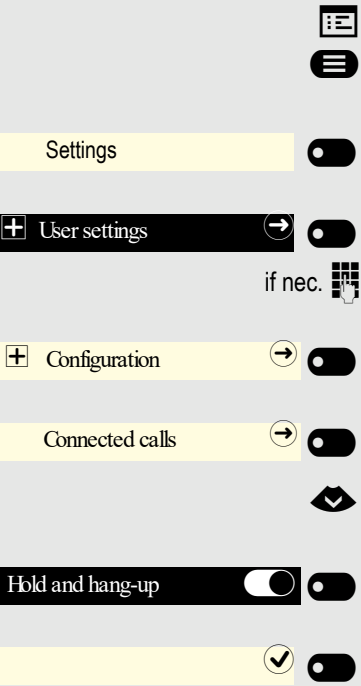 Settings
User settings
if nec.
Configuration
Connected calls
Hold and hang-up